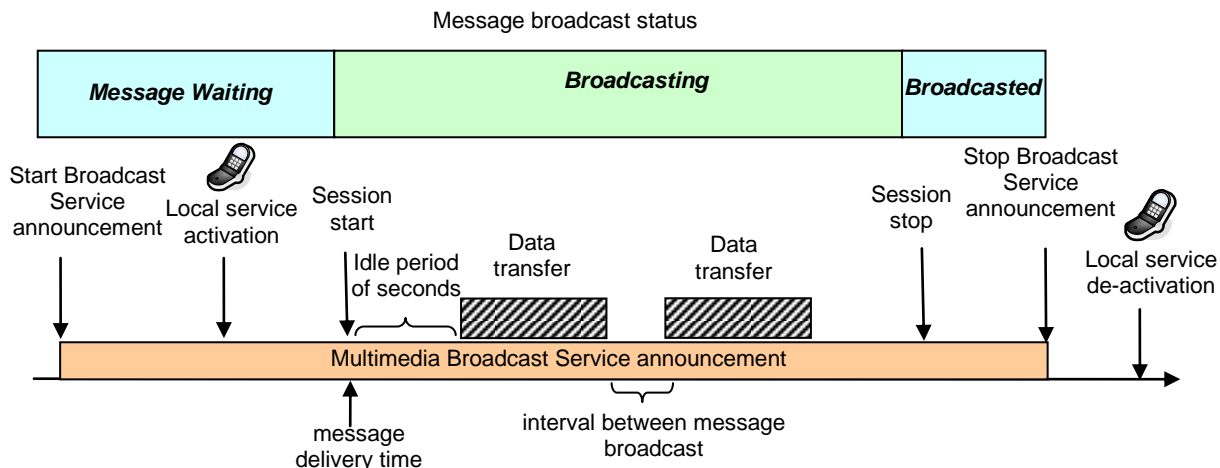 Message broadcast status
Message Waiting
Broadcasting
Broadcasted
Start Broadcast
Service
announcement
Local service
activation
Session
start
Idle period
of seconds
Data
transfer
Data
transfer
Session
stop
Stop Broadcast
Service
announcement
Local service
de-activation
Multimedia Broadcast Service announcement
message
delivery time
interval between message
broadcast